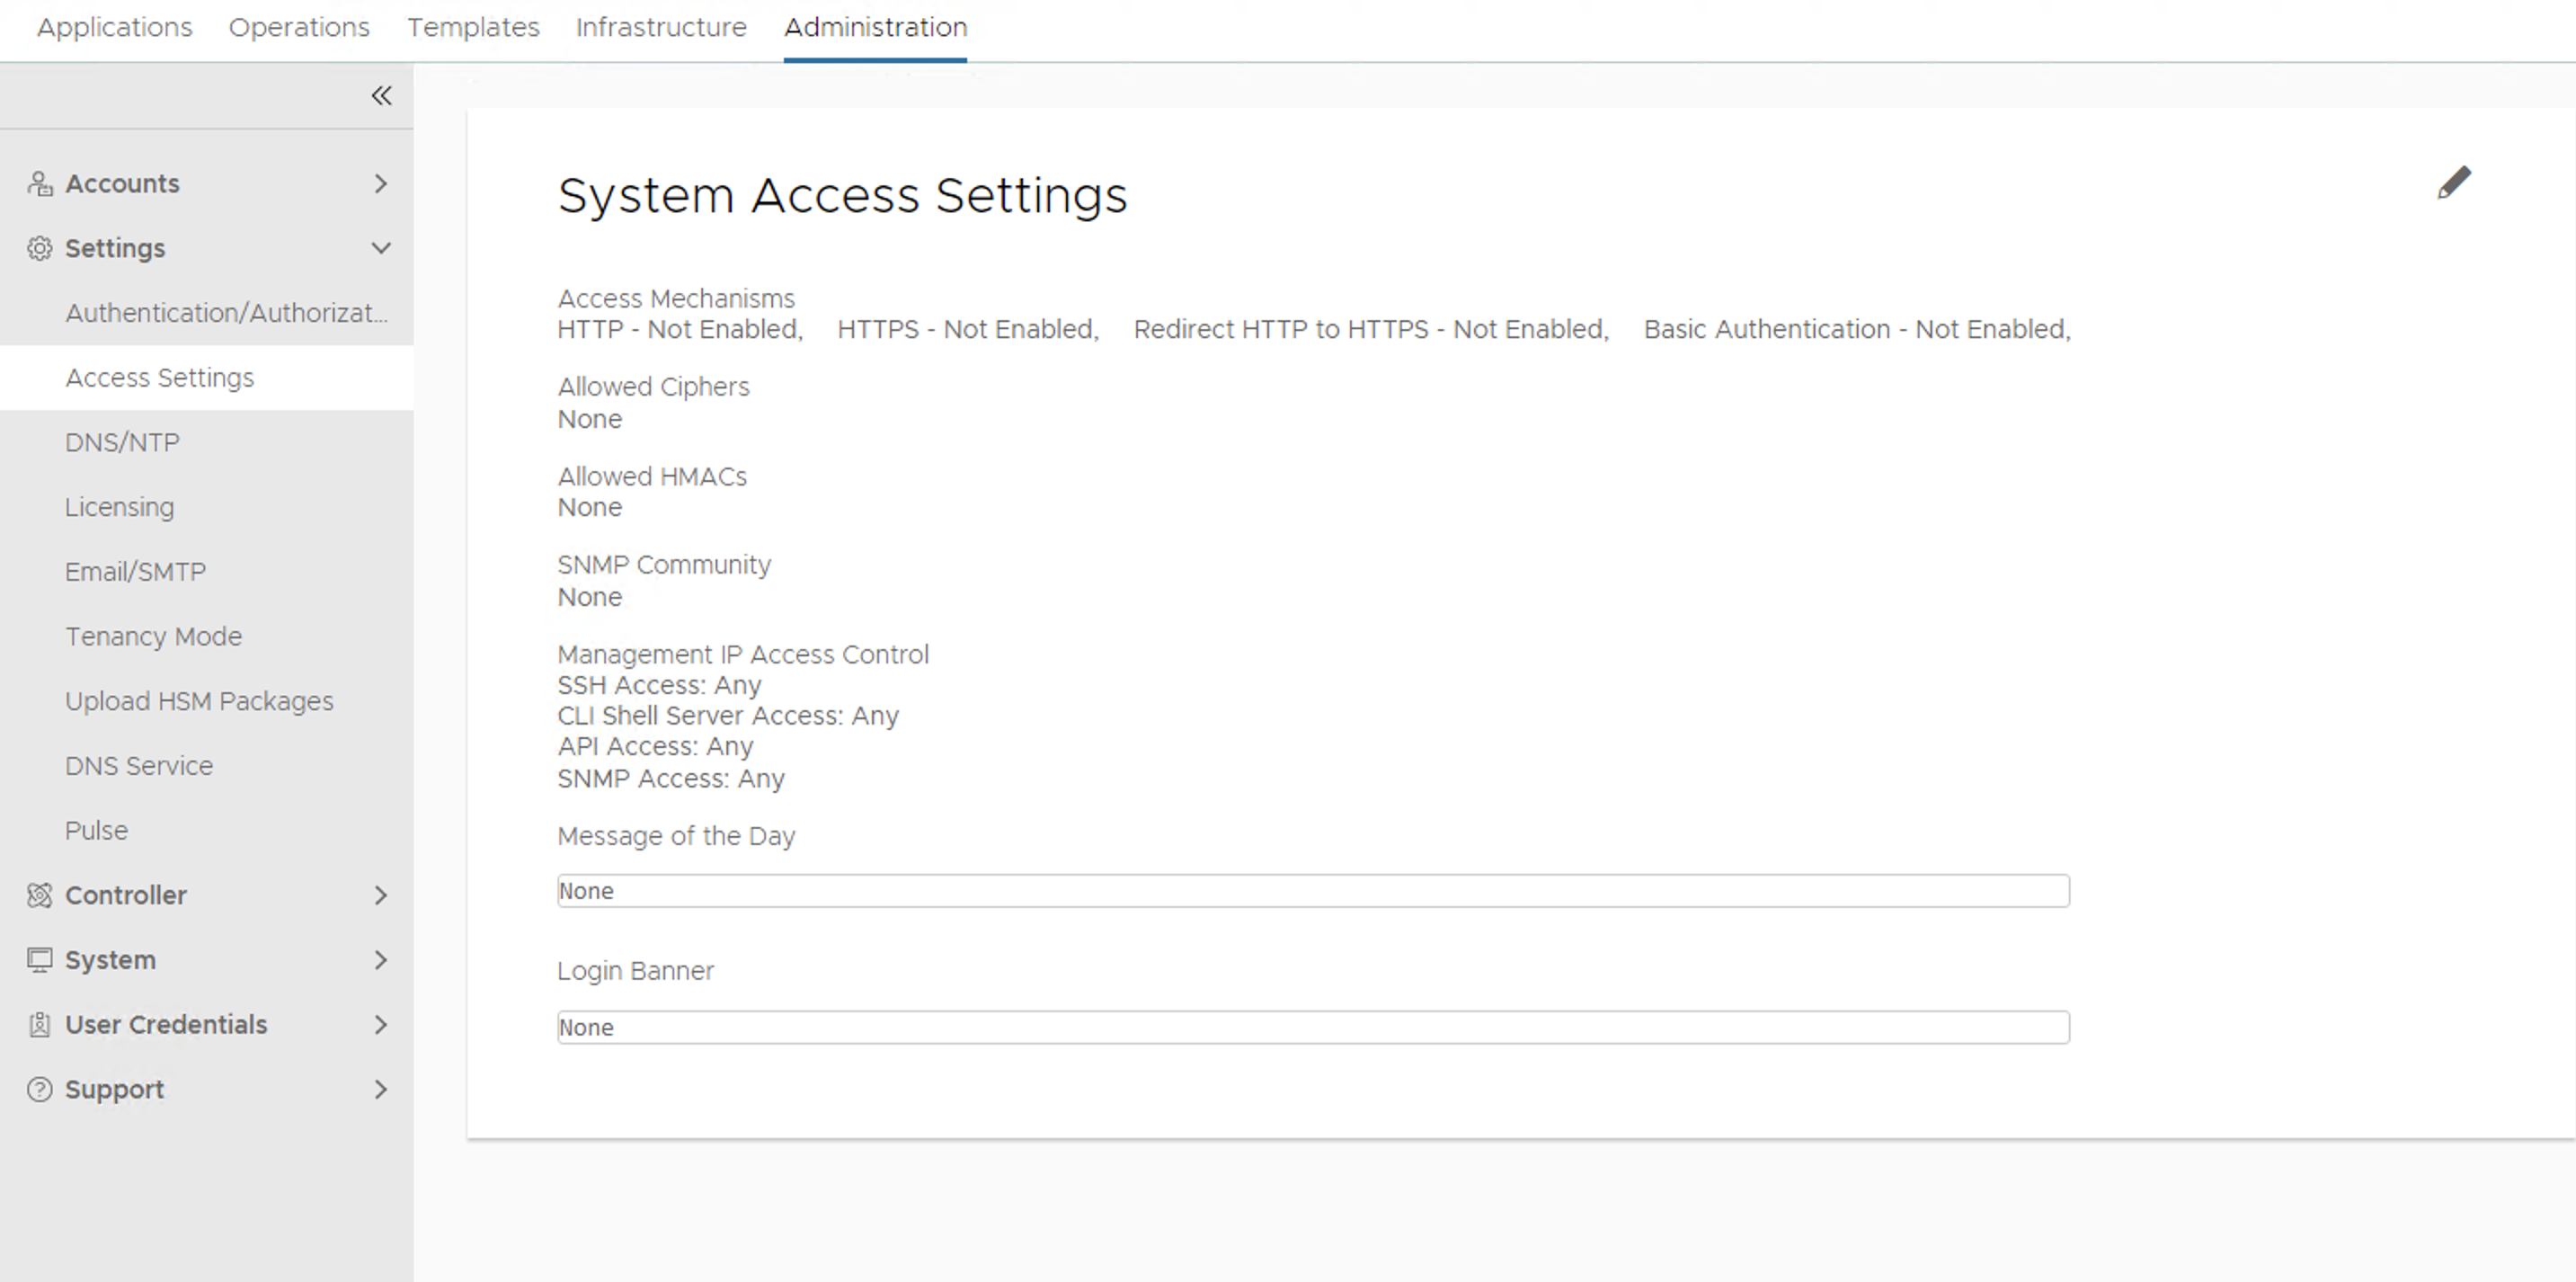 Applications Operations Templates Infrastructure Administration
Accounts
Settings
Authentication/Authorizat...
Access Settings
DNS/NTP
Licensing
Email/SMTP
Tenancy Mode
Upload HSM Packages
DNS Service
Pulse
Controller
System
User Credentials
Support
System Access Settings
Access Mechanisms
HTTP - Not Enabled, HTTPS - Not Enabled, Redirect HTTP to HTTPS - Not Enabled, Basic Authentication - Not Enabled,
Allowed Ciphers
None
Allowed HMACs
None
SNMP Community
None
Management IP Access Control
SSH Access: Any
CLI Shell Server Access: Any
API Access: Any
SNMP Access: Any
Message of the Day
None
Login Banner
None